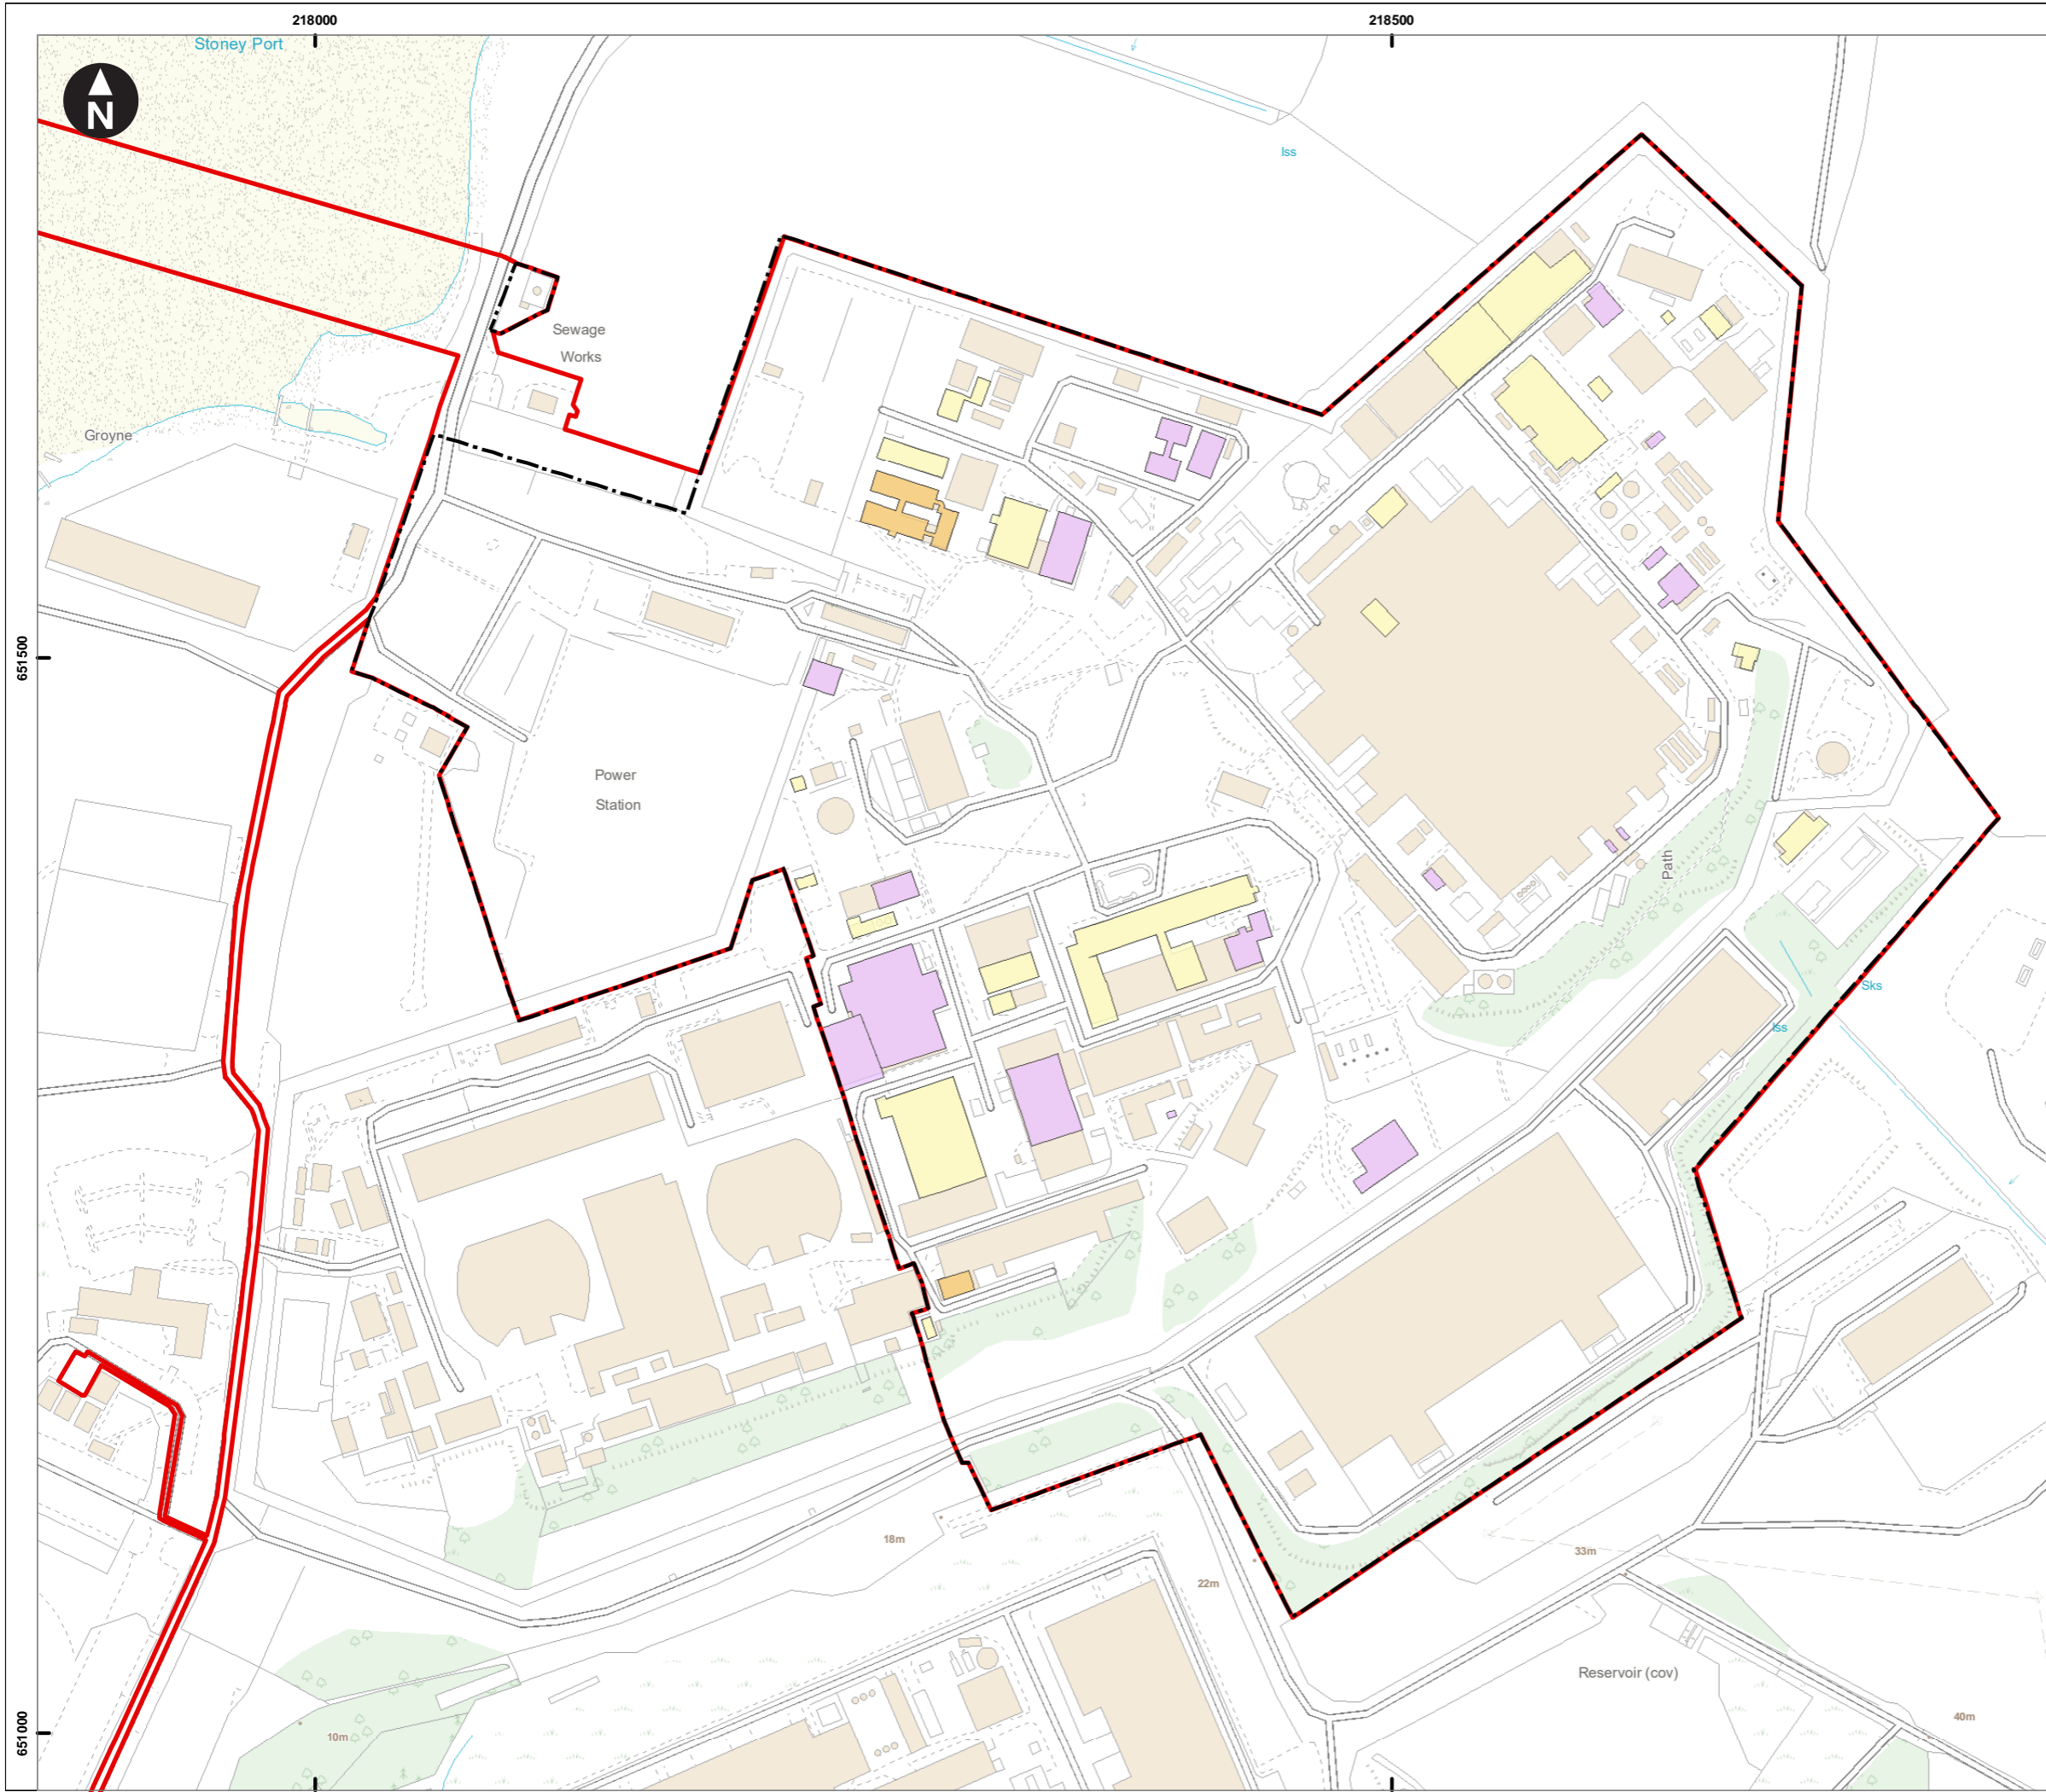 218000
218500
Stoney Port
N
Iss
Sewage
Works
Groyne
651500
Power
Station
Path
Sks
Iss
18m
33m
22m
Reservoir (cov)
651000
10m
40m